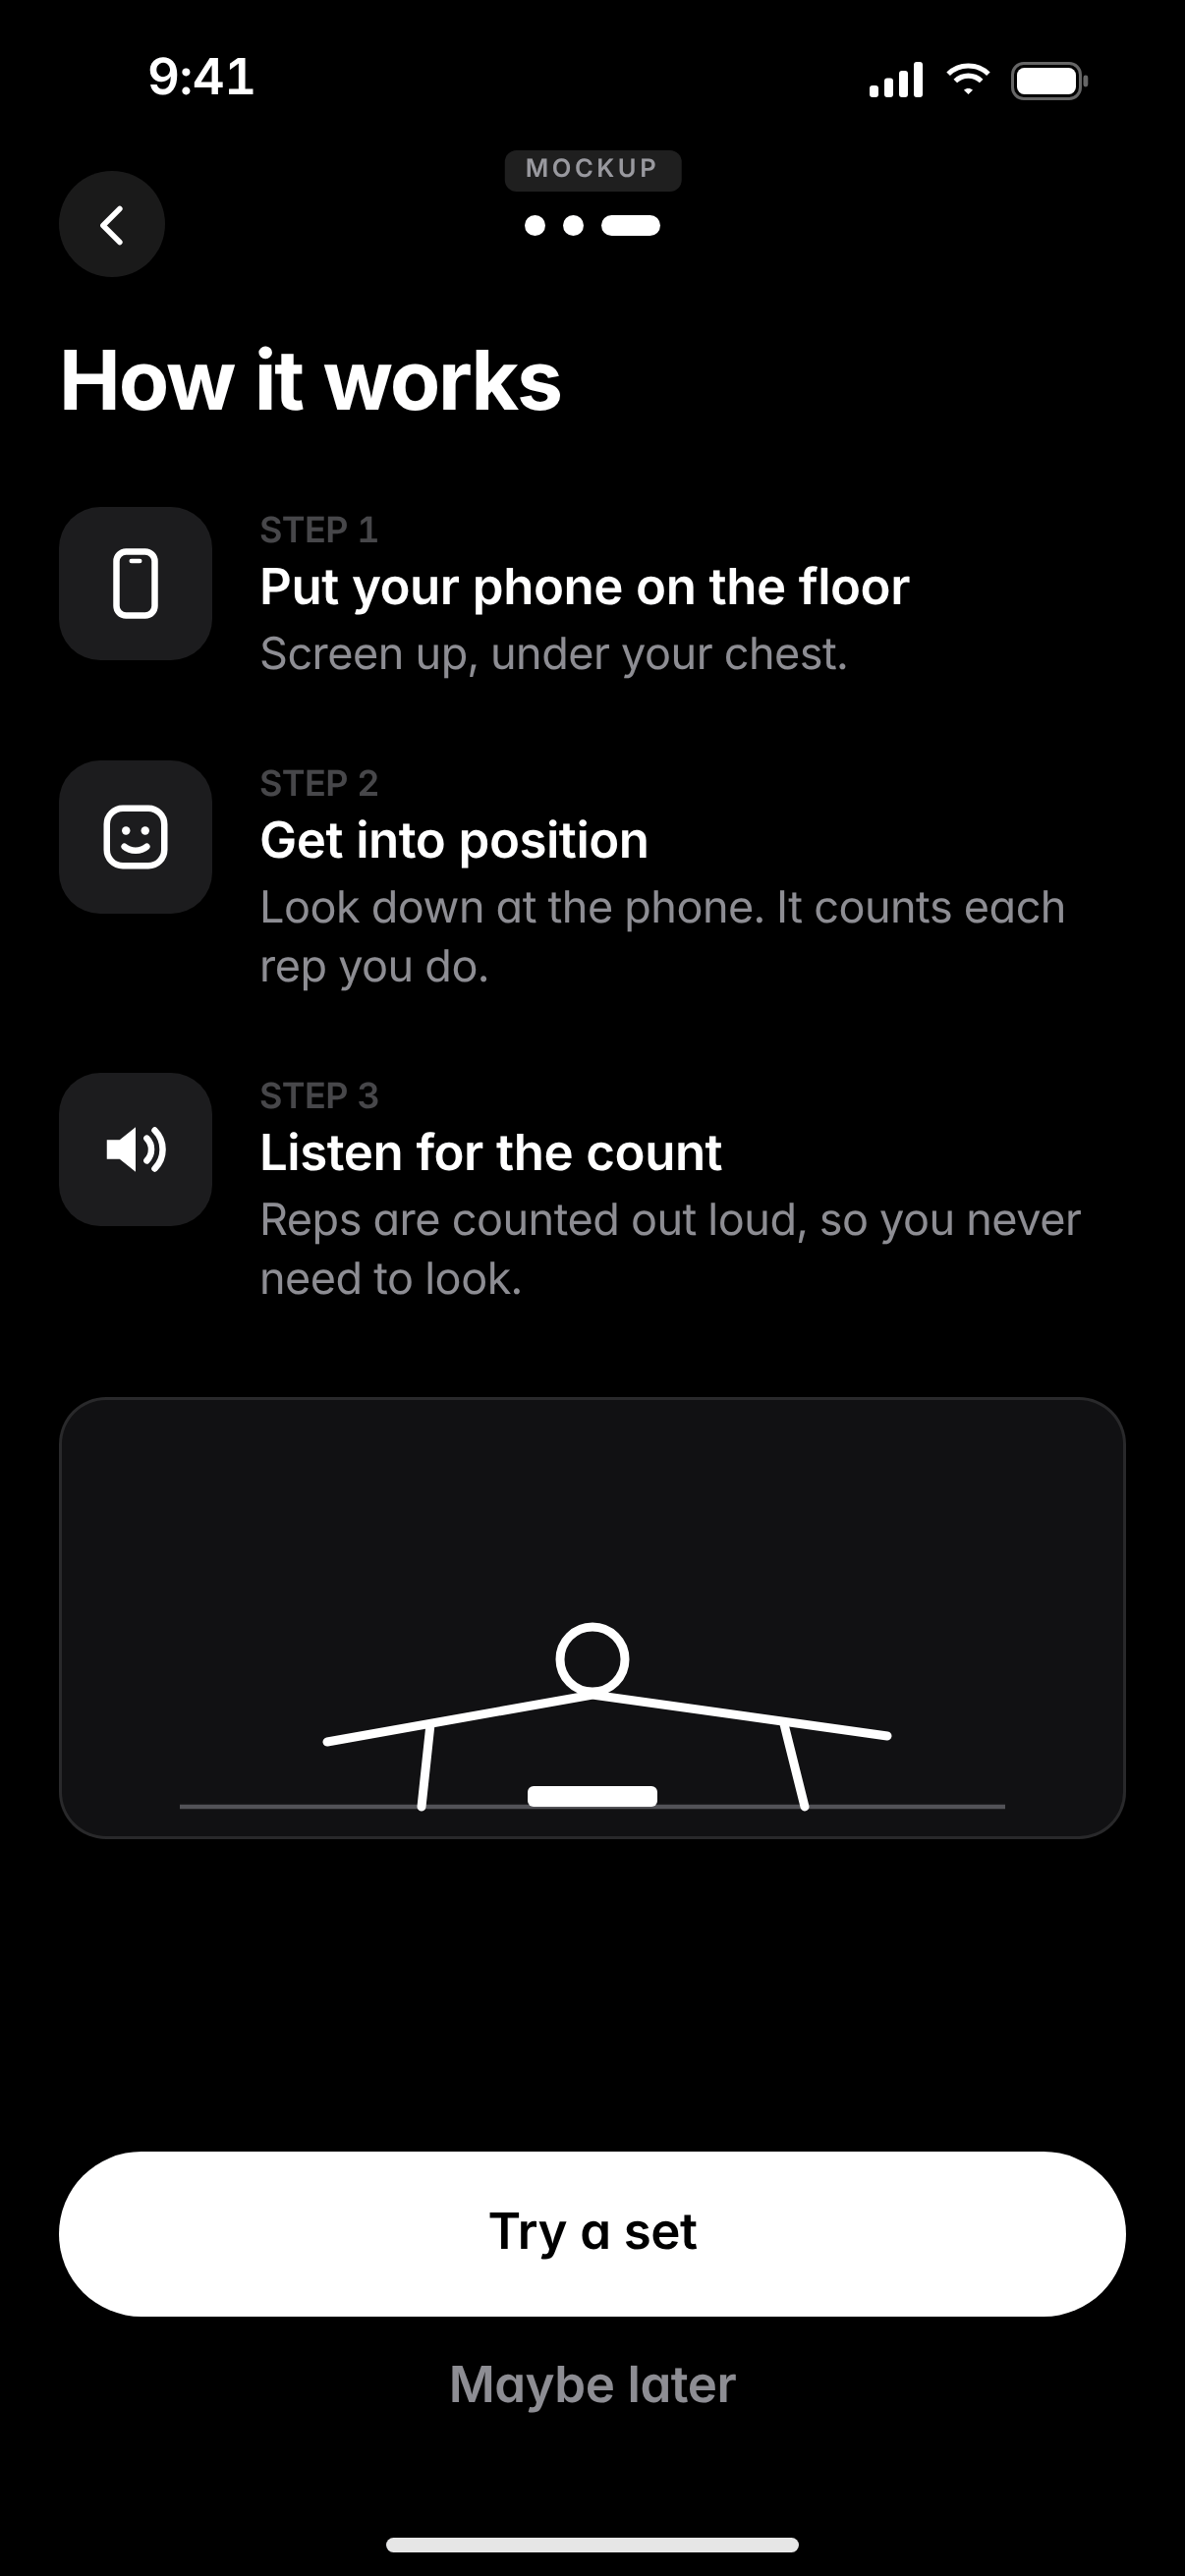 9:41
MOCKUP
How it works
STEP 1
Put your phone on the floor
Screen up, under your chest.
STEP 2
Get into position
Look down at the phone. It counts each
rep you do.
STEP 3
Listen for the count
Reps are counted out loud, so you never
need to look.
Try a set
Maybe later